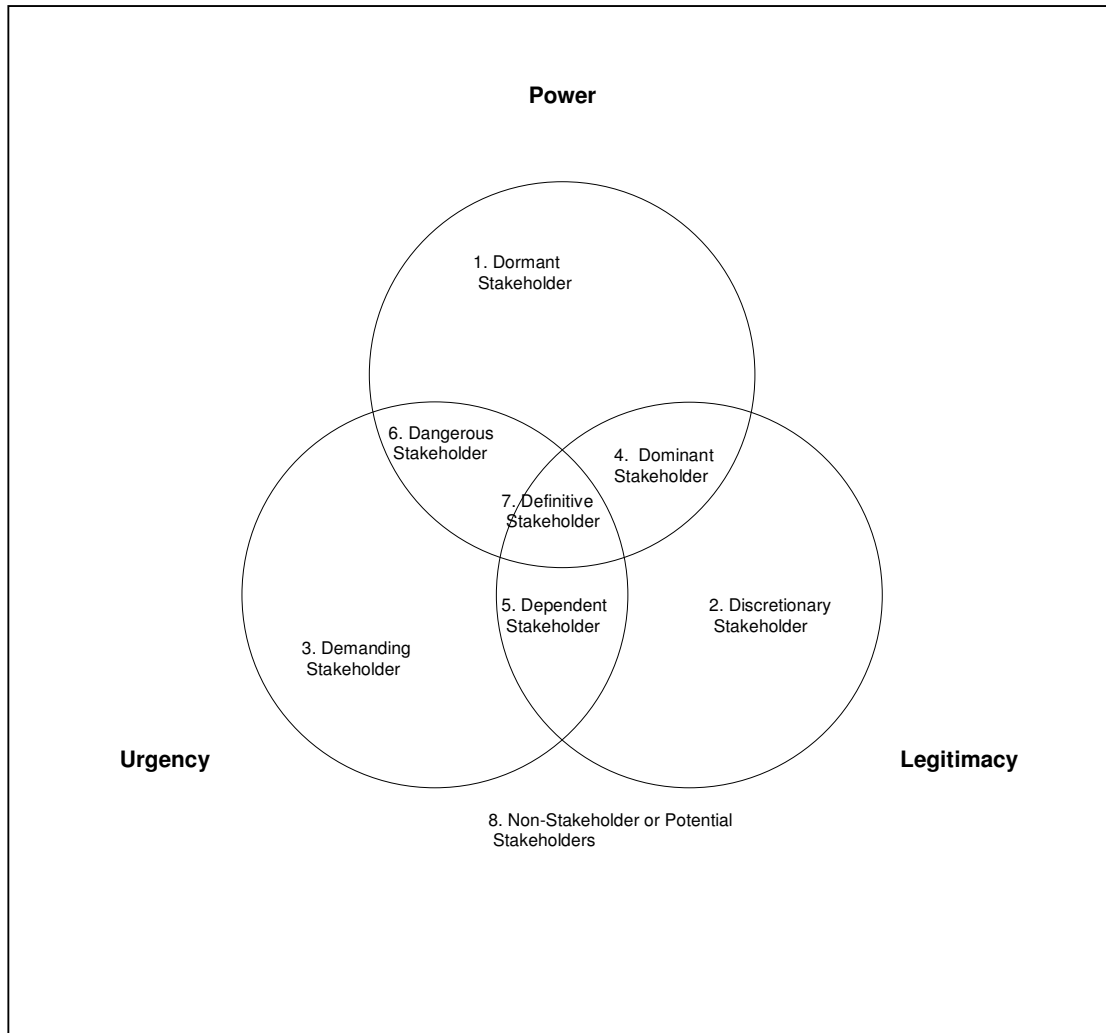 Power
1. Dormant
Stakeholder
6. Dangerous
Stakeholder
4. Dominant
Stakeholder
7. Definitive
Stakeholder
5. Dependent
Stakeholder
2. Discretionary
Stakeholder
3. Demanding
Stakeholder
Urgency
Legitimacy
8. Non-Stakeholder or Potential
Stakeholders